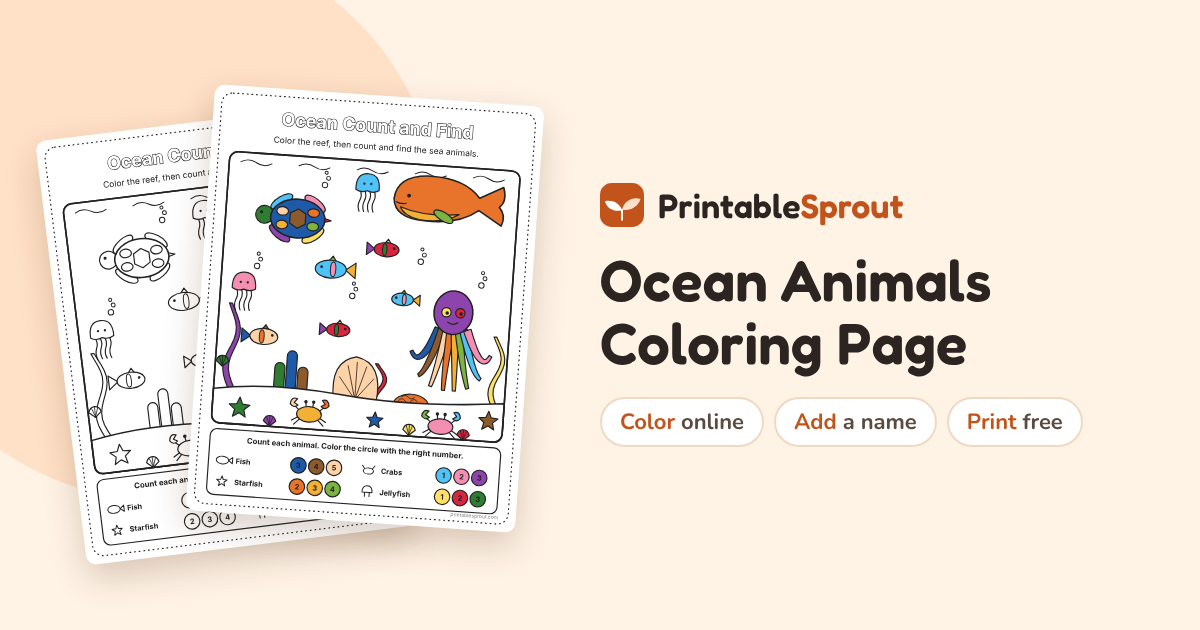 Ocean Count and Find
Color the reef, then count and find the sea animals.
Count each animal. Color the circle with the right number.
Fish
3 4 5
Crabs
1 2 3
Starfish
2 3 4
Jellyfish
1 2 3
printablesprout.com
Ocean Coun
Color the reef, then count a
Count each an
Fish
Starfish
2 3 4
PrintableSprout
Ocean Animals
Coloring Page
Color online
Add a name
Print free